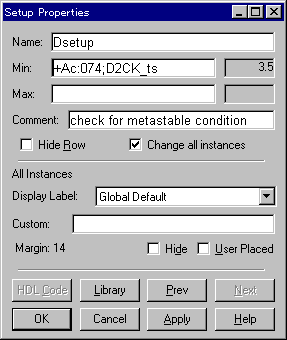 Setup Properties
Name: Dsetup
Min: +Ac:074;D2CK_ts 3.5
Max:
Comment: check for metastable condition
Hide Row Change all instances
All Instances
Display Label: Global Default
Custom:
Margin: 14 Hide User Placed
HDL Code Library Prev Next
OK Cancel Apply Help